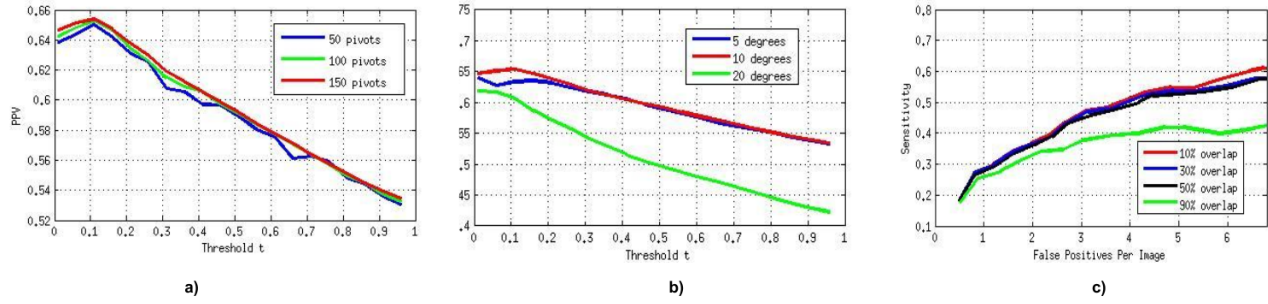 0.66
0.64
0.62
0.6
0.58
0.56
0.54
0.52
PPV
0 0.1 0.2 0.3 0.4 0.5 0.6 0.7 0.8 0.9 1
Threshold t
50 pivots
100 pivots
150 pivots
a)
75
.7
65
.6
55
.5
45
.4
0 0.1 0.2 0.3 0.4 0.5 0.6 0.7 0.8 0.9 1
Threshold t
5 degrees
10 degrees
20 degrees
b)
0.8
0.7
0.6
0.5
0.4
0.3
0.2
0.1
Sensitivity
0 1 2 3 4 5 6
False Positives Per Image
10% overlap
30% overlap
50% overlap
90% overlap
c)